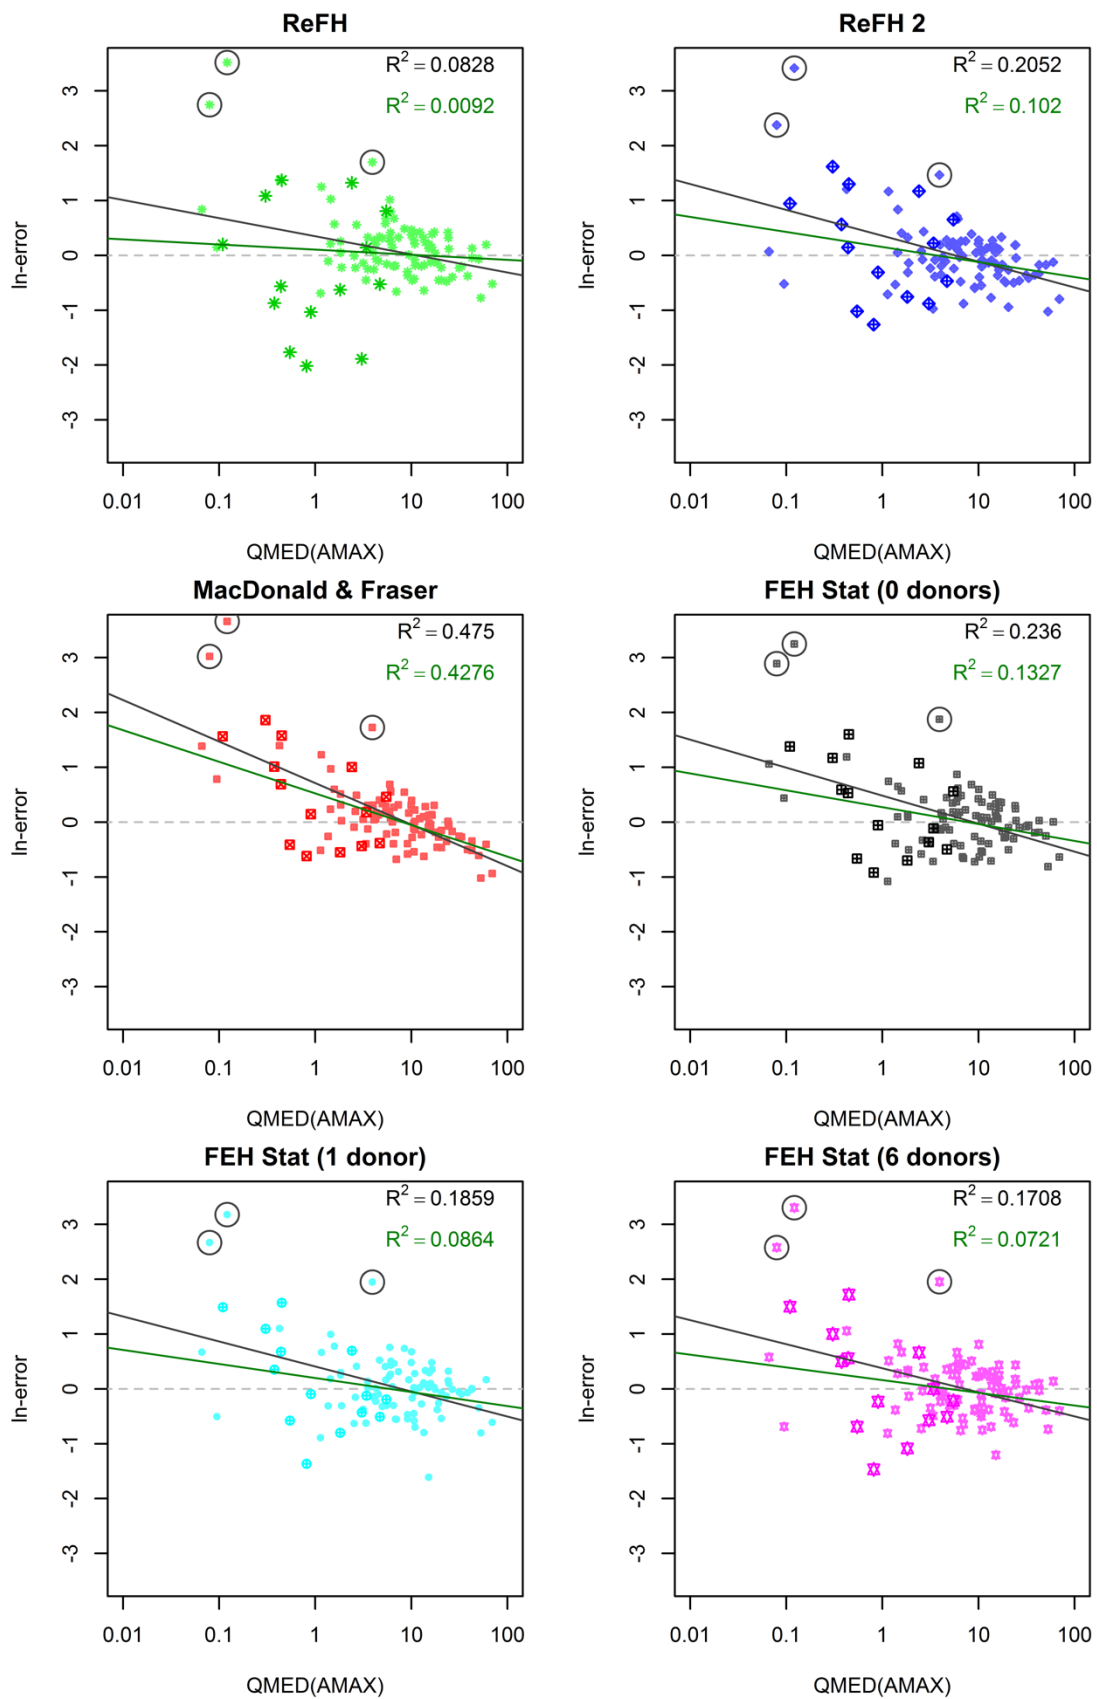 ReFH
R² = 0.0828
R² = 0.0092
ln-error
3
2
1
0
-1
-2
-3
0.01 0.1 1 10 100
QMED(AMAX)
ReFH 2
R² = 0.2052
R² = 0.102
ln-error
3
2
1
0
-1
-2
-3
0.01 0.1 1 10 100
QMED(AMAX)
MacDonald & Fraser
R² = 0.475
R² = 0.4276
ln-error
3
2
1
0
-1
-2
-3
0.01 0.1 1 10 100
QMED(AMAX)
FEH Stat (0 donors)
R² = 0.236
R² = 0.1327
ln-error
3
2
1
0
-1
-2
-3
0.01 0.1 1 10 100
QMED(AMAX)
FEH Stat (1 donor)
R² = 0.1859
R² = 0.0864
ln-error
3
2
1
0
-1
-2
-3
0.01 0.1 1 10 100
QMED(AMAX)
FEH Stat (6 donors)
R² = 0.1708
R² = 0.0721
ln-error
3
2
1
0
-1
-2
-3
0.01 0.1 1 10 100
QMED(AMAX)